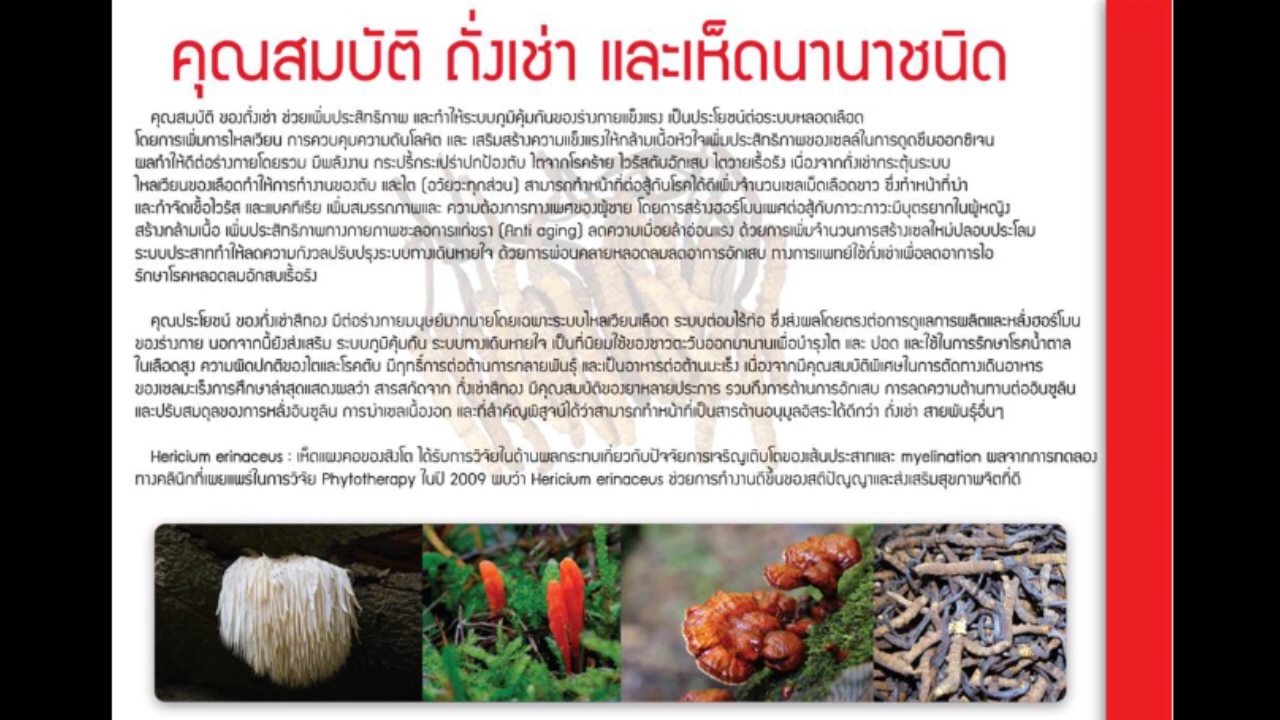 คุณสมบัติ ถั่งเช่า และเห็ดนานาชนิด
คุณสมบัติ ของถั่งเช่า ช่วยเพิ่มประสิทธิภาพ และทำให้ระบบภูมิคุ้มกันของร่างกายแข็งแรง เป็นประโยชน์ต่อระบบหลอดเลือด
โดยการเพิ่มการไหลเวียน การควบคุมความดันโลหิต และ เสริมสร้างความแข็งแรงให้กล้ามเนื้อหัวใจเพิ่มประสิทธิภาพของเซลล์ในการดูดซึมออกซิเจน
ผลทำให้ดีต่อร่างกายโดยรวม มีพลังงาน กระปรี้กระเปร่าปกป้องตับ ไตจากโรคร้าย ไวรัสตับอักเสบ ไตวายเรื้อรัง เนื่องจากถั่งเช่ากระตุ้นระบบ
ไหลเวียนของเลือดทำให้การทำงานของตับ และไต (อวัยวะทุกส่วน) สามารถทำหน้าที่ต่อสู้กับโรคได้ดีเพิ่มจำนวนเซลเม็ดเลือดขาว ซึ่งทำหน้าที่ฆ่า
และกำจัดเชื้อไวรัส และแบคทีเรีย เพิ่มสมรรถภาพและ ความต้องการทางเพศของผู้ชาย โดยการสร้างฮอร์โมนเพศต่อสู้กับภาวะภาวะมีบุตรยากในผู้หญิง
สร้างกล้ามเนื้อ เพิ่มประสิทธิภาพทางกายภาพชะลอการแก่ชรา (Anti aging) ลดความเมื่อยล้าอ่อนแรง ด้วยการเพิ่มจำนวนการสร้างเซลใหม่ปลอบประโลม
ระบบประสาททำให้ลดความกังวลปรับปรุงระบบทางเดินหายใจ ด้วยการผ่อนคลายหลอดลมลดอาการอักเสบ ทางการแพทย์ใช้ถั่งเช่าเพื่อลดอาการไอ
รักษาโรคหลอดลมอักสบเรื้อรัง
คุณประโยชน์ ของถั่งเช่าสีทอง มีต่อร่างกายมนุษย์มากมายโดยเฉพาะระบบไหลเวียนเลือด ระบบต่อมไร้ท่อ ซึ่งส่งผลโดยตรงต่อการดูแลการผลิตและหลั่งฮอร์โมน
ของร่างกาย นอกจากนี้ยังส่งเสริม ระบบภูมิคุ้มกัน ระบบทางเดินหายใจ เป็นที่นิยมใช้ของชาวตะวันออกมานานเพื่อบำรุงไต และ ปอด และใช้ในการรักษาโรคน้ำตาล
ในเลือดสูง ความผิดปกติของไตและโรคตับ มีฤทธิ์การต่อต้านการกลายพันธุ์ และเป็นอาหารต่อต้านมะเร็ง เนื่องจากมีคุณสมบัติพิเศษในการตัดทางเดินอาหาร
ของเซลมะเร็งการศึกษาล่าสุดแสดงผลว่า สารสกัดจาก ถั่งเช่าสีทอง มีคุณสมบัติของยาหลายประการ รวมถึงการต้านการอักเสบ การลดความต้านทานต่ออินซูลิน
และปรับสมดุลของการหลั่งอินซูลิน การฆ่าเซลเนื้องอก และที่สำคัญพิสูจน์ได้ว่าสามารถทำหน้าที่เป็นสารต้านอนุมูลอิสระได้ดีกว่า ถั่งเช่า สายพันธุ์อื่นๆ
Hericium erinaceus : เห็ดแผงคอของสิงโต ได้รับการวิจัยในด้านผลกระทบเกี่ยวกับปัจจัยการเจริญเติบโตของเส้นประสาทและ myelination ผลจากการทดลอง
ทางคลินิกที่เผยแพร่ในการวิจัย Phytotherapy ในปี 2009 พบว่า Hericium erinaceus ช่วยการทำงานดีขึ้นของสติปัญญาและส่งเสริมสุขภาพจิตที่ดี